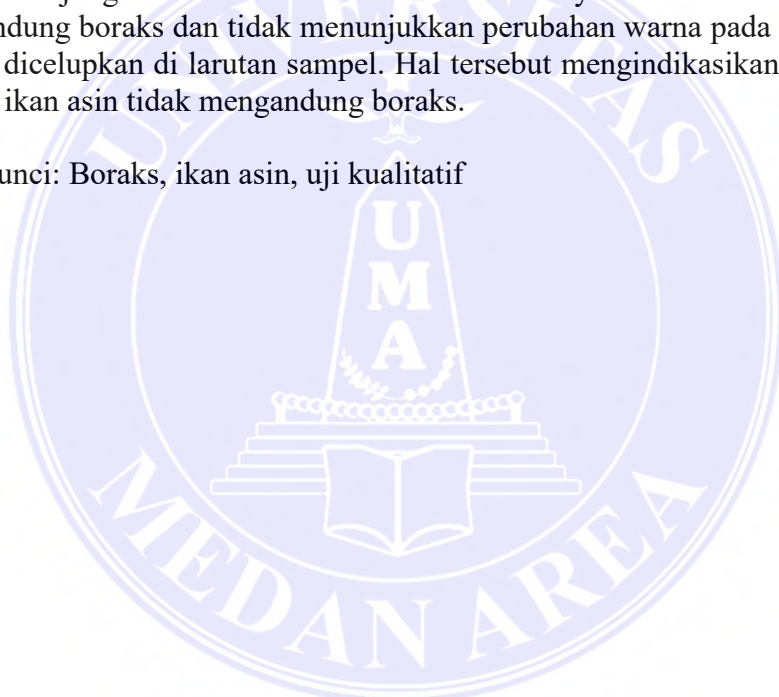 ndung boraks dan tidak menunjukkan perubahan warna pada
dicelupkan di larutan sampel. Hal tersebut mengindikasikan
ikan asin tidak mengandung boraks.
unci: Boraks, ikan asin, uji kualitatif
UNIVERSITAS
U
M
A
MEDAN AREA